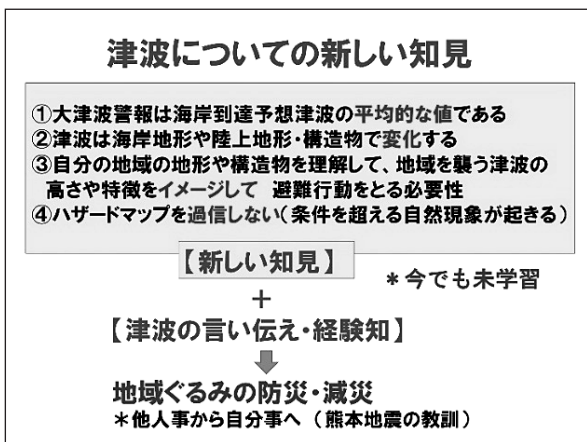 津波についての新しい知見
①大津波警報は海岸到達予想津波の平均的な値である
②津波は海岸地形や陸上地形・構造物で変化する
③自分の地域の地形や構造物を理解して、地域を襲う津波の
高さや特徴をイメージして 避難行動をとる必要性
④ハザードマップを過信しない(条件を超える自然現象が起きる)
【新しい知見】
＊今でも未学習
＋
【津波の言い伝え・経験知】
地域ぐるみの防災・減災
＊他人事から自分事へ (熊本地震の教訓)